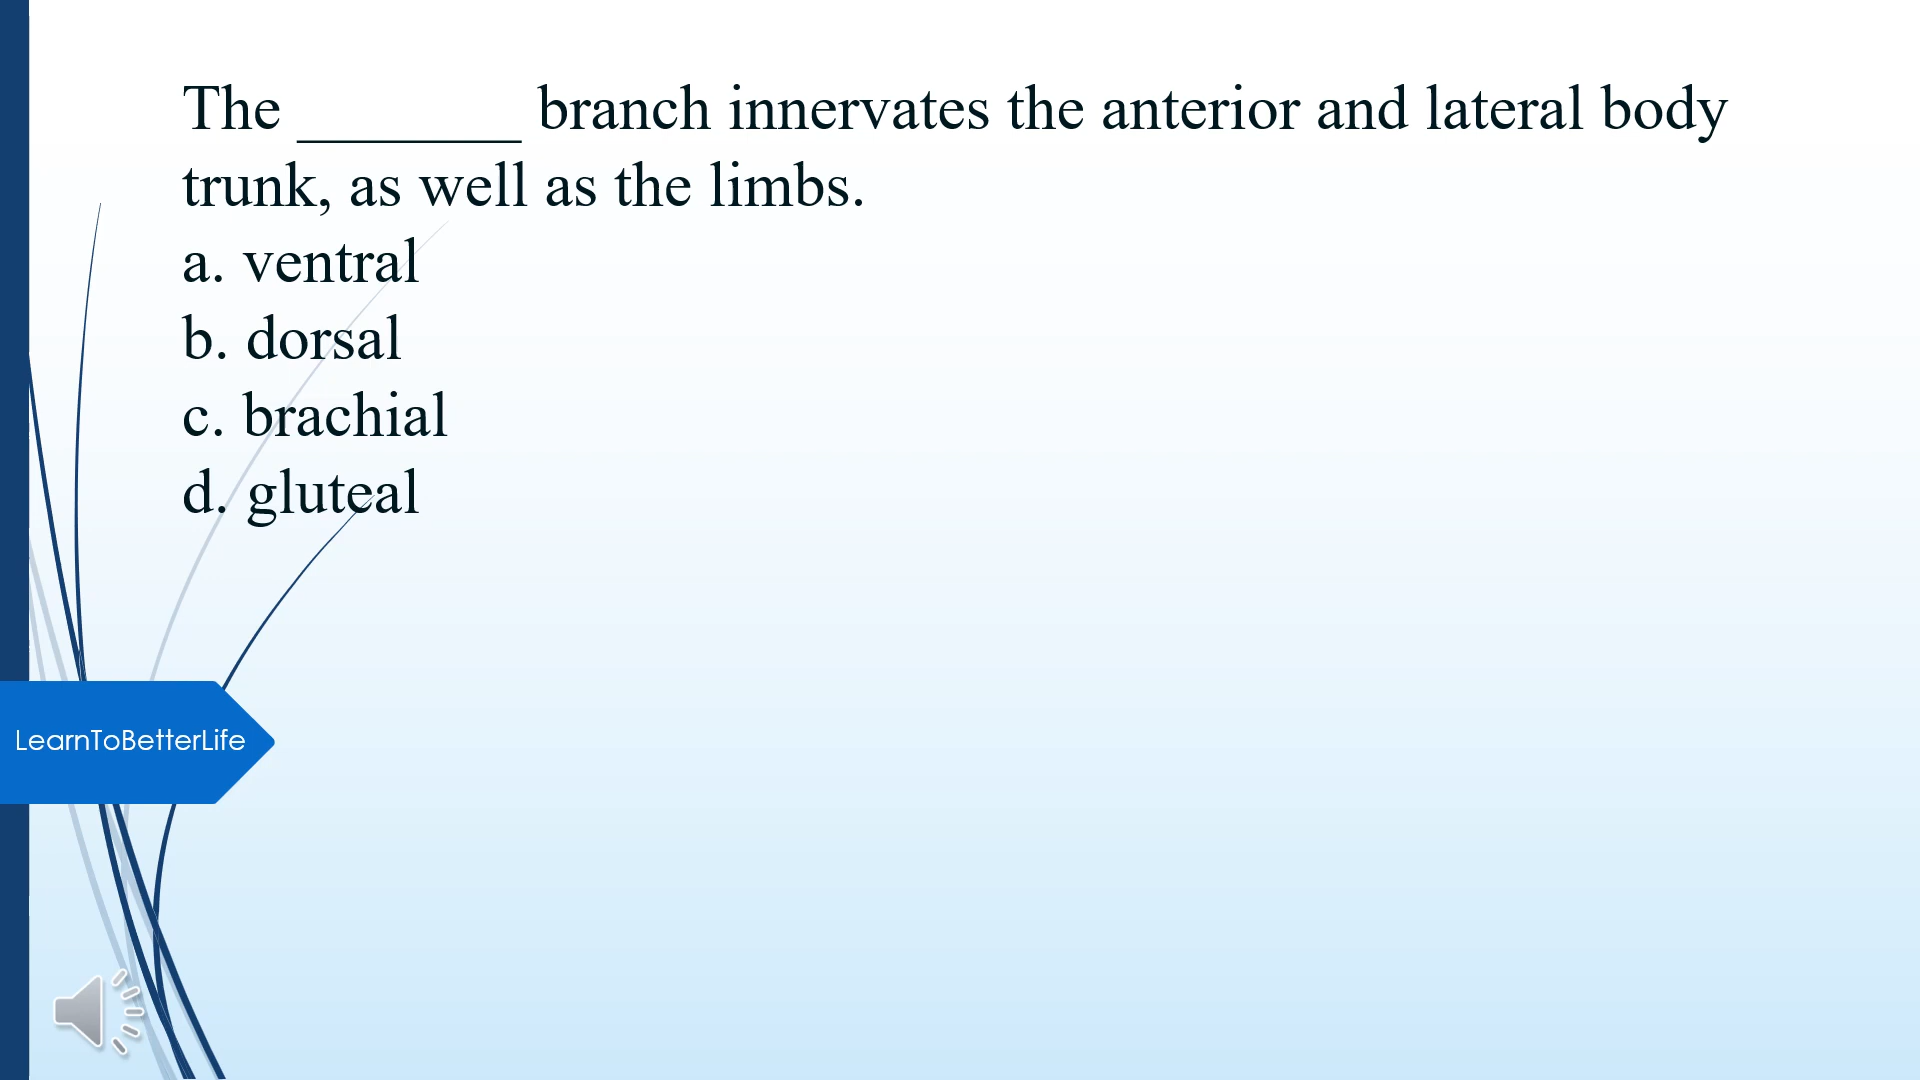 The _______ branch innervates the anterior and lateral body
trunk, as well as the limbs.
a. ventral
b. dorsal
c. brachial
d. gluteal
LearnToBetterLife